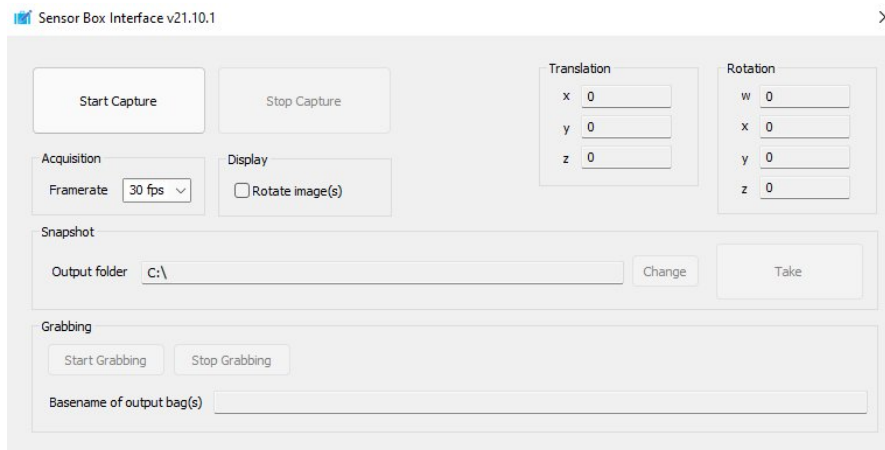 Sensor Box Interface v21.10.1
Start Capture
Stop Capture
Translation
x 0
y 0
z 0
Rotation
w 0
x 0
y 0
z 0
Acquisition
Framerate 30 fps
Display
Rotate image(s)
Snapshot
Output folder C:\ Change Take
Grabbing
Start Grabbing Stop Grabbing
Basename of output bag(s)